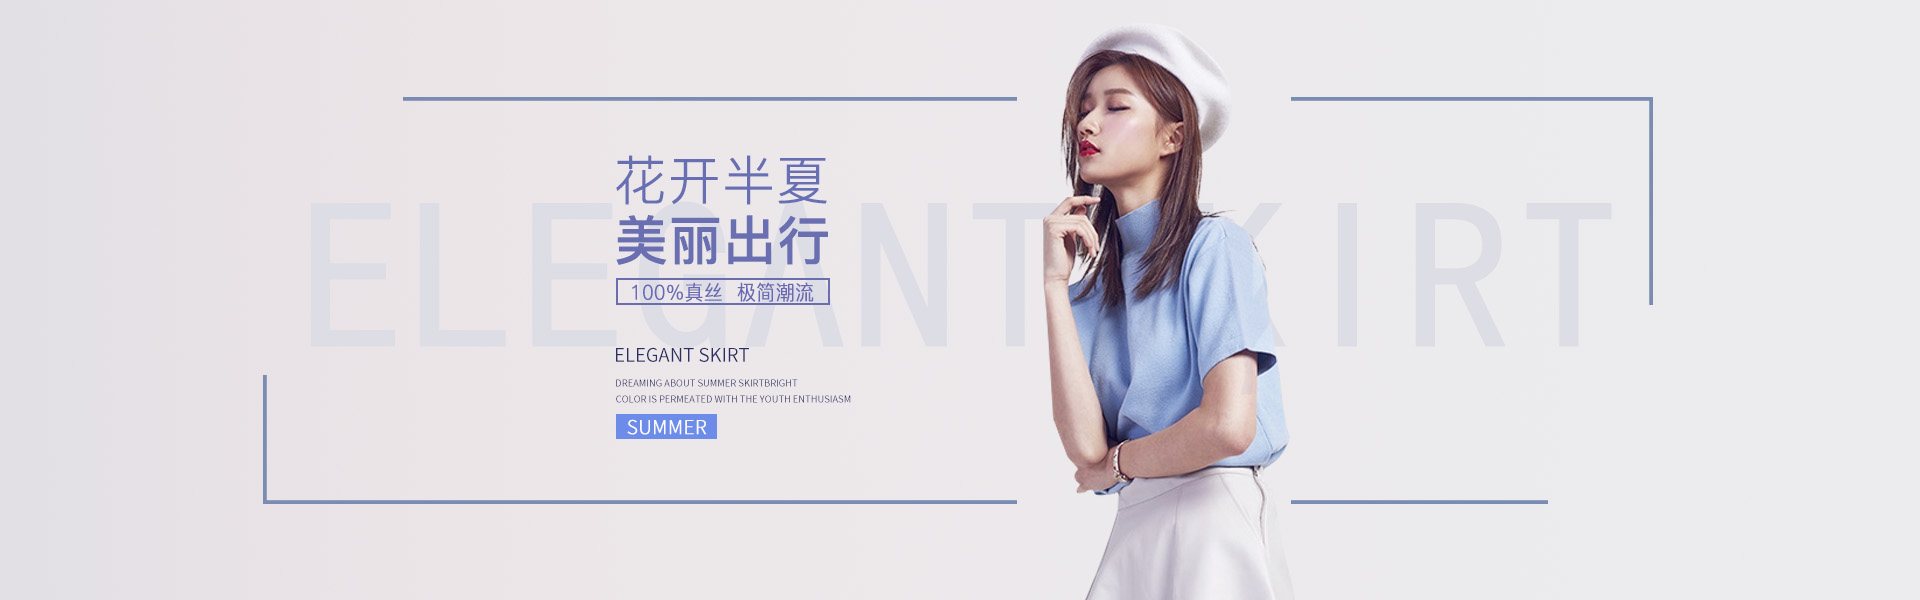 ELEGANT SKIRT
花开半夏
美丽出行
100%真丝 极简潮流
ELEGANT SKIRT
DREAMING ABOUT SUMMER SKIRTBRIGHT
COLOR IS PERMEATED WITH THE YOUTH ENTHUSIASM
SUMMER